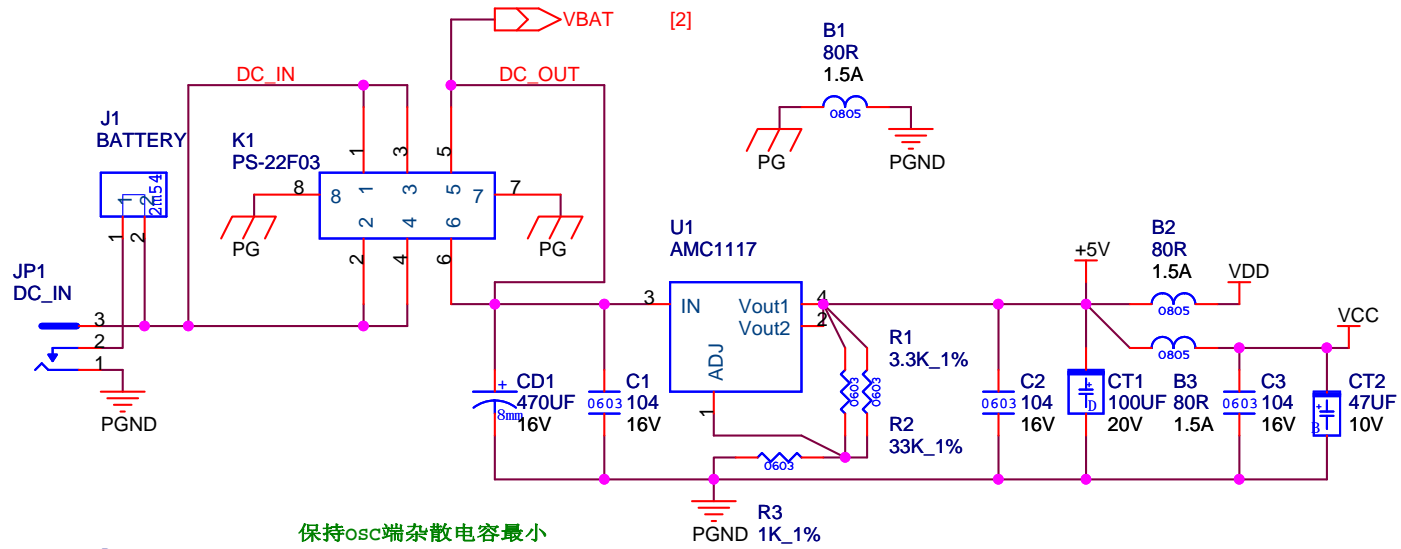 VBAT
[2]
B1
80R
1.5A
0805
PG
PGND
DC_IN
DC_OUT
J1
BATTERY
2m54
1
2
1
2
K1
PS-22F03
1
3
5
8
8
1
3
5
7
7
2
4
6
2
4
6
PG
PG
JP1
DC_IN
3
2
1
PGND
U1
AMC1117
3
IN
Vout1
4
Vout2
2
ADJ
1
+5V
B2
80R
1.5A
0805
VDD
VCC
0805
R1
3.3K_1%
0603
0603
R2
33K_1%
0603
R3
1K_1%
PGND
CD1
470UF
16V
+
8mm
C1
104
16V
0603
C2
104
16V
0603
CT1
100UF
20V
+
D
B3
80R
1.5A
C3
104
16V
0603
CT2
47UF
10V
+
B
保持osc端杂散电容最小